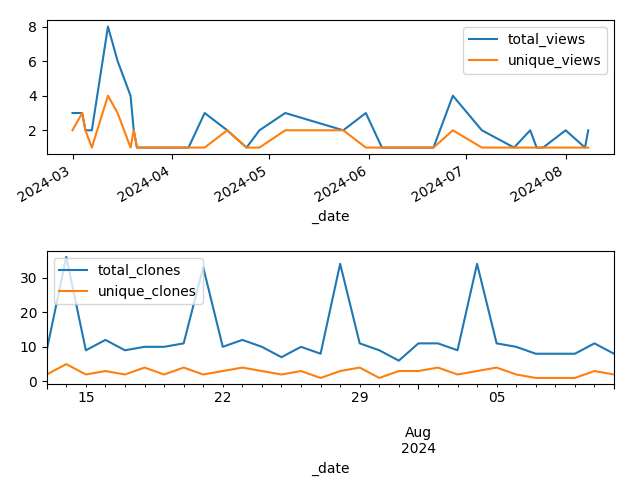 8
6
4
2
total_views
unique_views
2024-03
2024-04
2024-05
2024-06
2024-07
2024-08
_date
30
20
10
0
total_clones
unique_clones
15
22
29
05
Aug
2024
_date